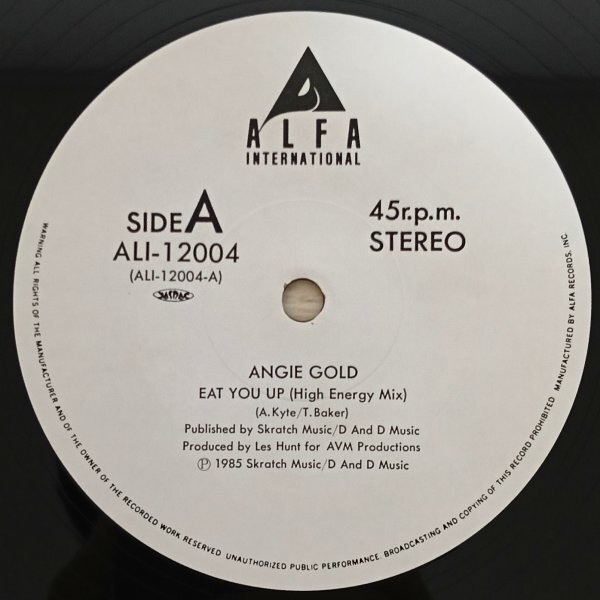 ALFA
INTERNATIONAL
SIDE A
45r.p.m.
ALI-12004
STEREO
(ALI-12004-A)
JASRAC
ANGIE GOLD
EAT YOU UP (High Energy Mix)
(A.Kyte/T.Baker)
Published by Skratch Music/D And D Music
Produced by Les Hunt for AVM Productions
Ⓟ 1985 Skratch Music/D And D Music
WARNING ALL RIGHTS OF THE MANUFACTURER AND OF THE OWNER OF THE RECORDED WORK RESERVED. UNAUTHORIZED PUBLIC PERFORMANCE. BROADCASTING AND COPYING OF THIS RECORD PROHIBITED. MANUFACTURED BY ALFA RECORDS, INC.